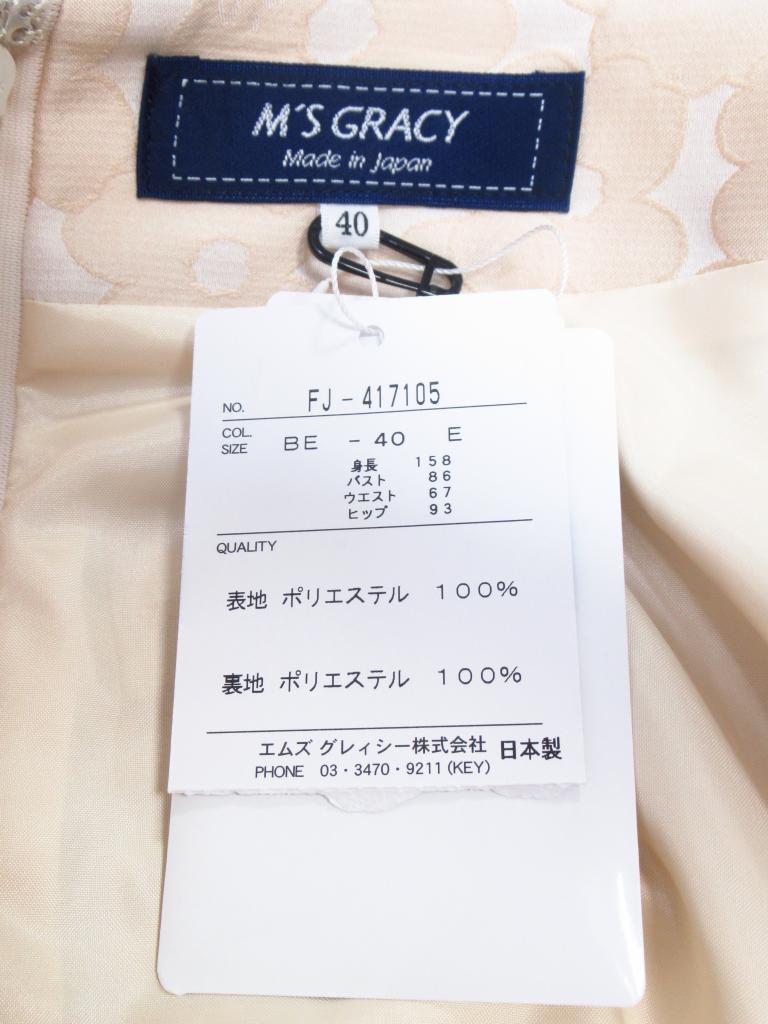 M'S GRACY
Made in Japan
40
NO. FJ-417105
COL. SIZE BE -40 E
身長 158
バスト 86
ウエスト 67
ヒップ 93
QUALITY
表地 ポリエステル 100%
裏地 ポリエステル 100%
エムズ グレィシー株式会社 日本製
PHONE 03・3470・9211(KEY)